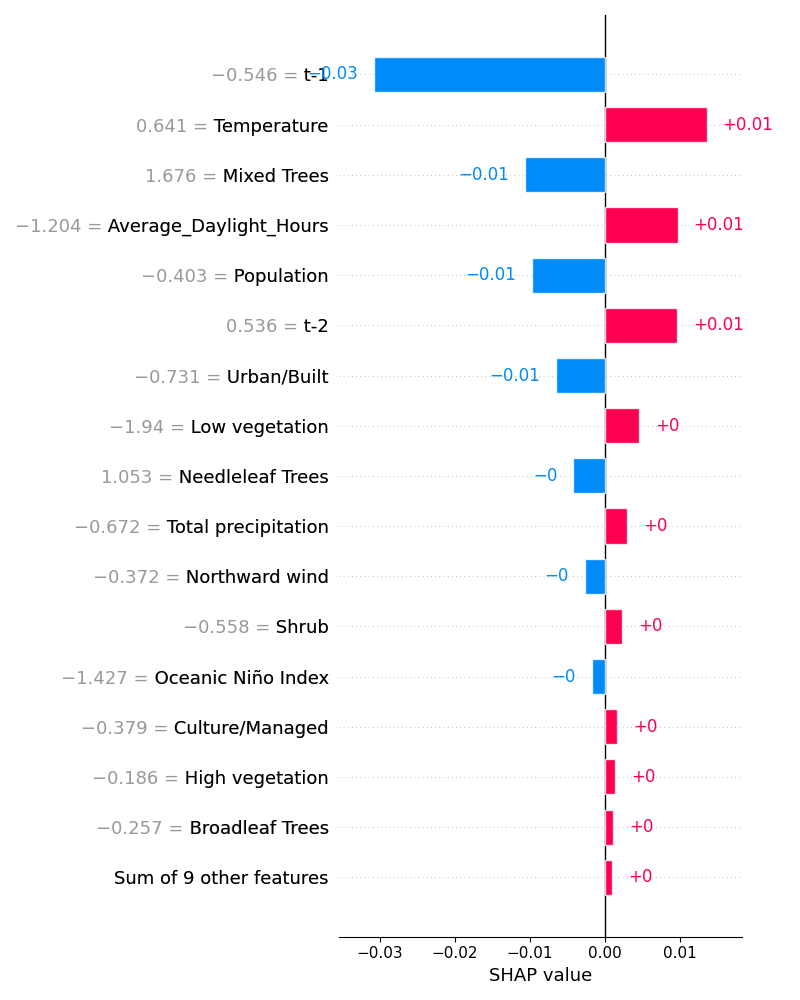 −0.546 = t-1 −0.03
0.641 = Temperature +0.01
1.676 = Mixed Trees −0.01
−1.204 = Average_Daylight_Hours +0.01
−0.403 = Population −0.01
0.536 = t-2 +0.01
−0.731 = Urban/Built −0.01
−1.94 = Low vegetation +0
1.053 = Needleleaf Trees −0
−0.672 = Total precipitation +0
−0.372 = Northward wind −0
−0.558 = Shrub +0
−1.427 = Oceanic Niño Index −0
−0.379 = Culture/Managed +0
−0.186 = High vegetation +0
−0.257 = Broadleaf Trees +0
Sum of 9 other features +0
−0.03 −0.02 −0.01 0.00 0.01
SHAP value